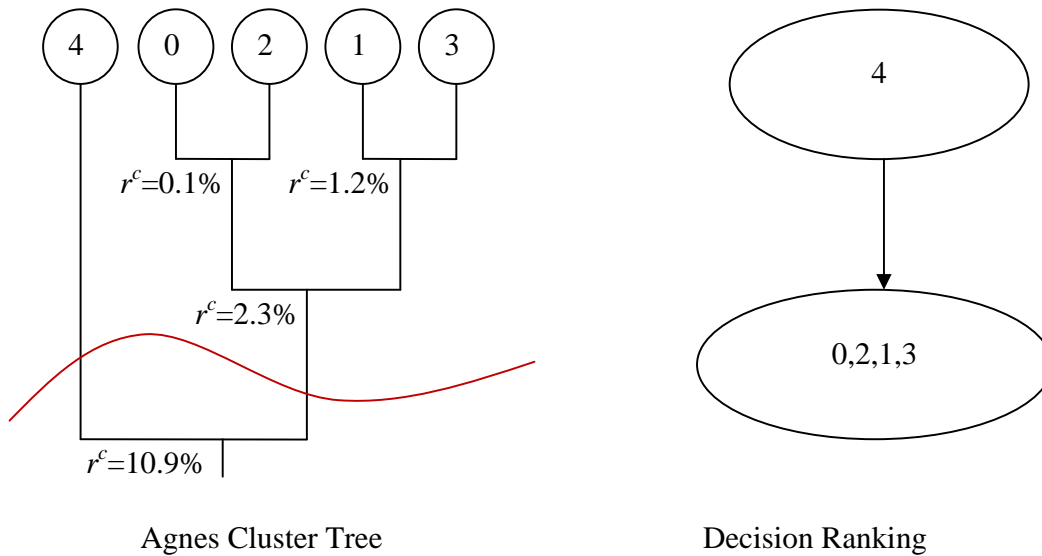 4 0 2 1 3
4
r^c=0.1% r^c=1.2%
r^c=2.3%
0,2,1,3
r^c=10.9%
Agnes Cluster Tree
Decision Ranking